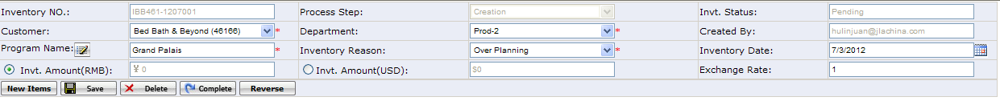 Inventory NO.: IBB461-1207001 Process Step: Creation Invt. Status: Pending
Customer: Bed Bath & Beyond (46166) * Department: Prod-2 * Created By: hulinjuan@jlachina.com
Program Name: Grand Palais * Inventory Reason: Over Planning * Inventory Date: 7/3/2012
Invt. Amount(RMB): ¥ 0 Invt. Amount(USD): $0 Exchange Rate: 1
New Items Save Delete Complete Reverse